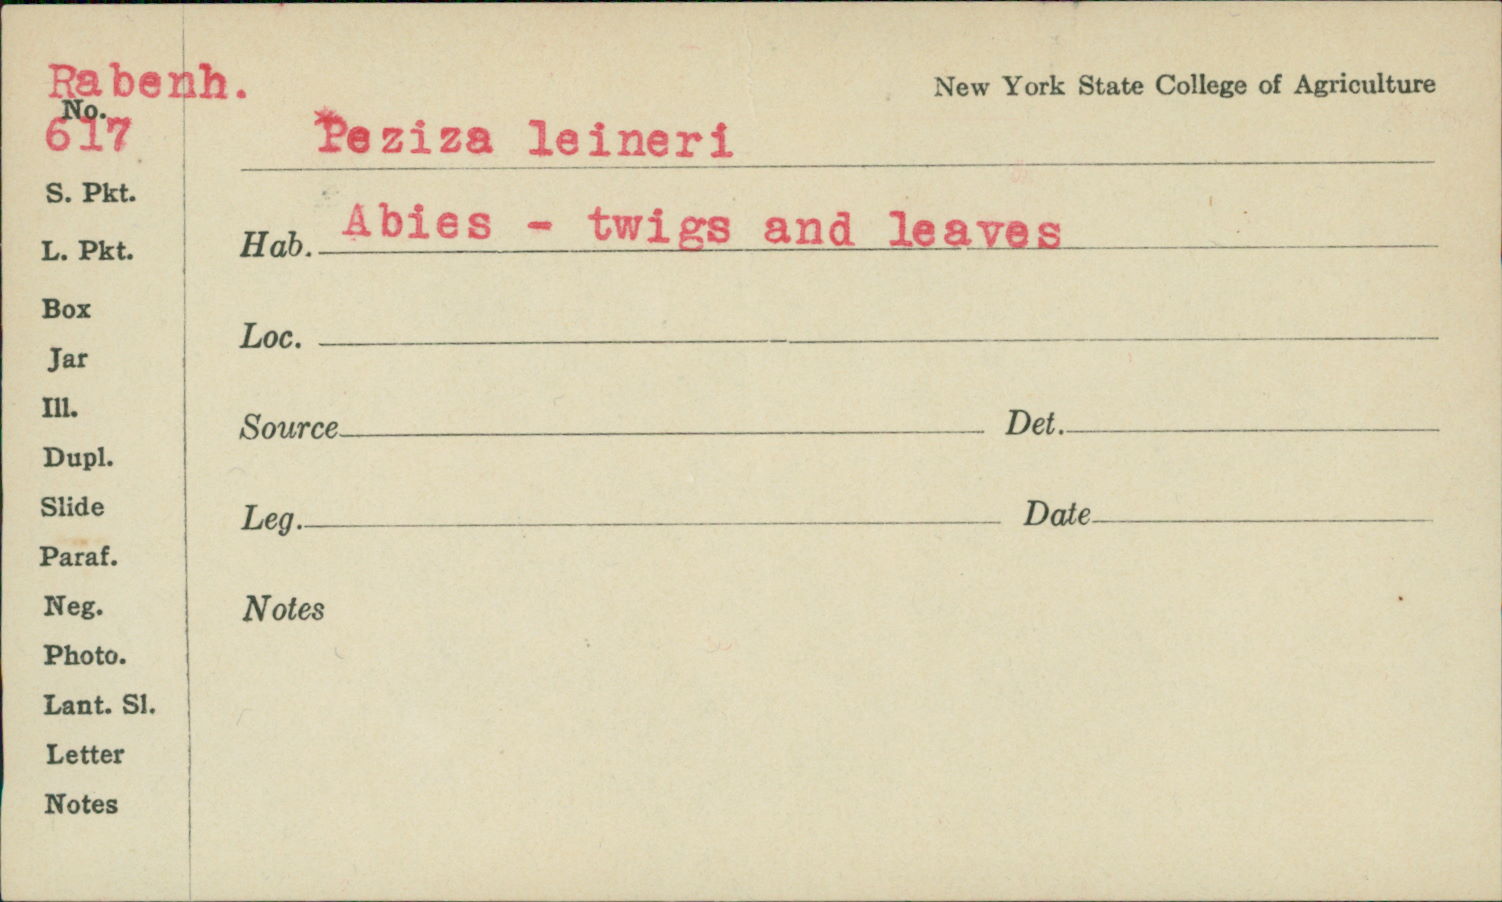 Rabenh.
New York State College of Agriculture
No.
617
Peziza leineri
S. Pkt.
Hab. Abies - twigs and leaves
L. Pkt.
Box
Loc.
Jar
Ill.
Source Det.
Dupl.
Slide
Leg. Date
Paraf.
Neg.
Notes
Photo.
Lant. Sl.
Letter
Notes